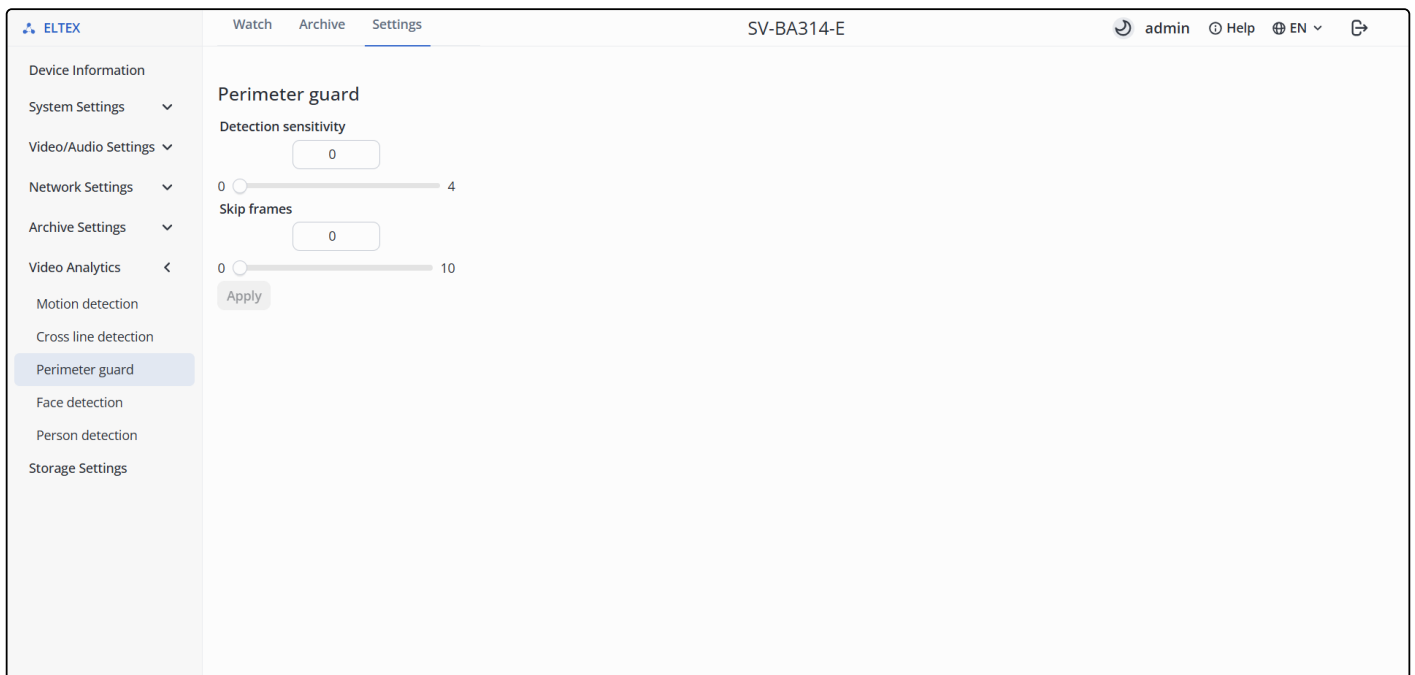 ELTEX
Watch Archive Settings
SV-BA314-E
admin Help EN
Device Information
System Settings
Video/Audio Settings
Network Settings
Archive Settings
Video Analytics
Motion detection
Cross line detection
Perimeter guard
Face detection
Person detection
Storage Settings
Perimeter guard
Detection sensitivity
0
0 4
Skip frames
0
0 10
Apply